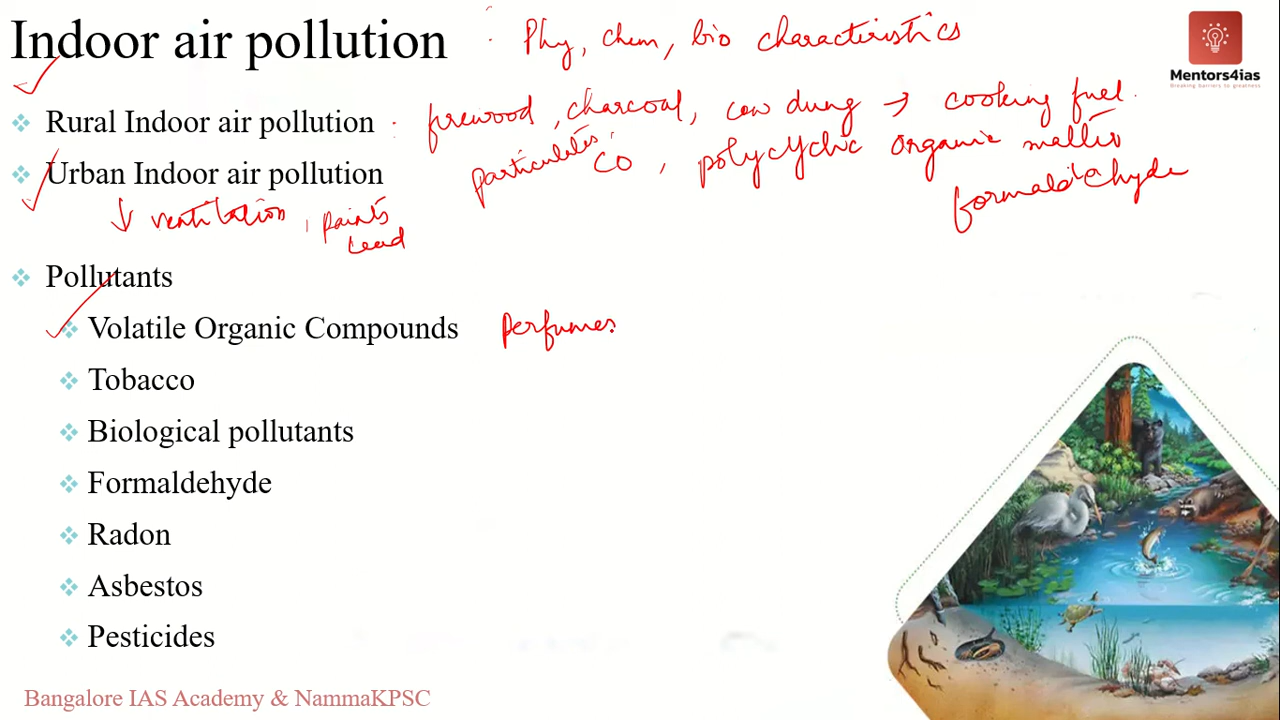 Indoor air pollution : Phy, chem, bio characteristics
Mentors4ias
Breaking barriers to greatness
Rural Indoor air pollution : firewood, charcoal, cow dung → cooking fuel.
particulates, CO, polycyclic organic matter
formaldehyde
Urban Indoor air pollution
↓ ventilation, paints
Lead
Pollutants
Volatile Organic Compounds Perfumes
Tobacco
Biological pollutants
Formaldehyde
Radon
Asbestos
Pesticides
Bangalore IAS Academy & NammaKPSC